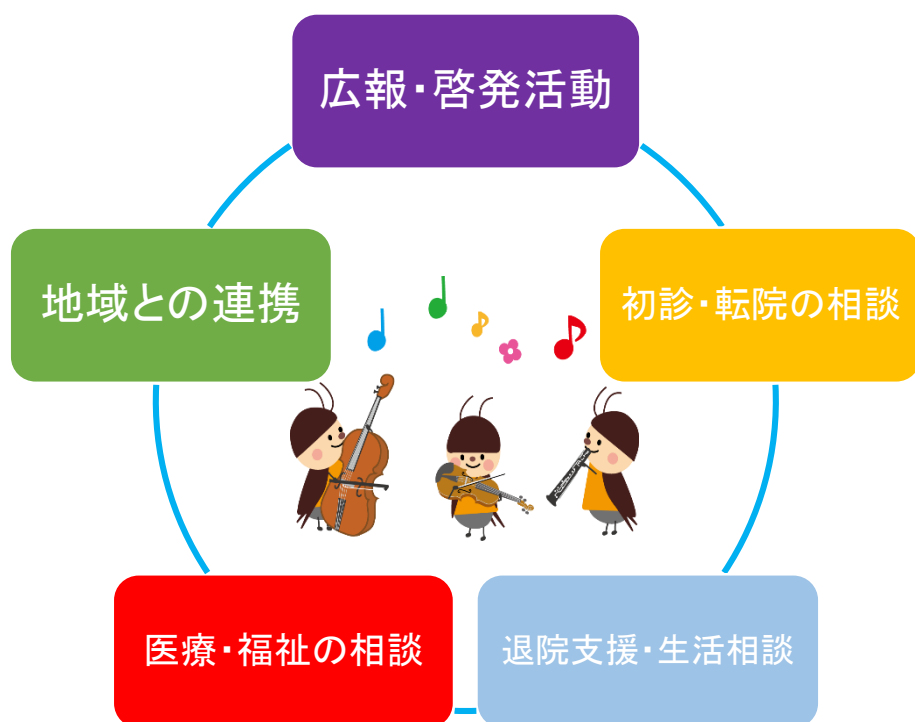 広報・啓発活動
地域との連携
初診・転院の相談
医療・福祉の相談
退院支援・生活相談